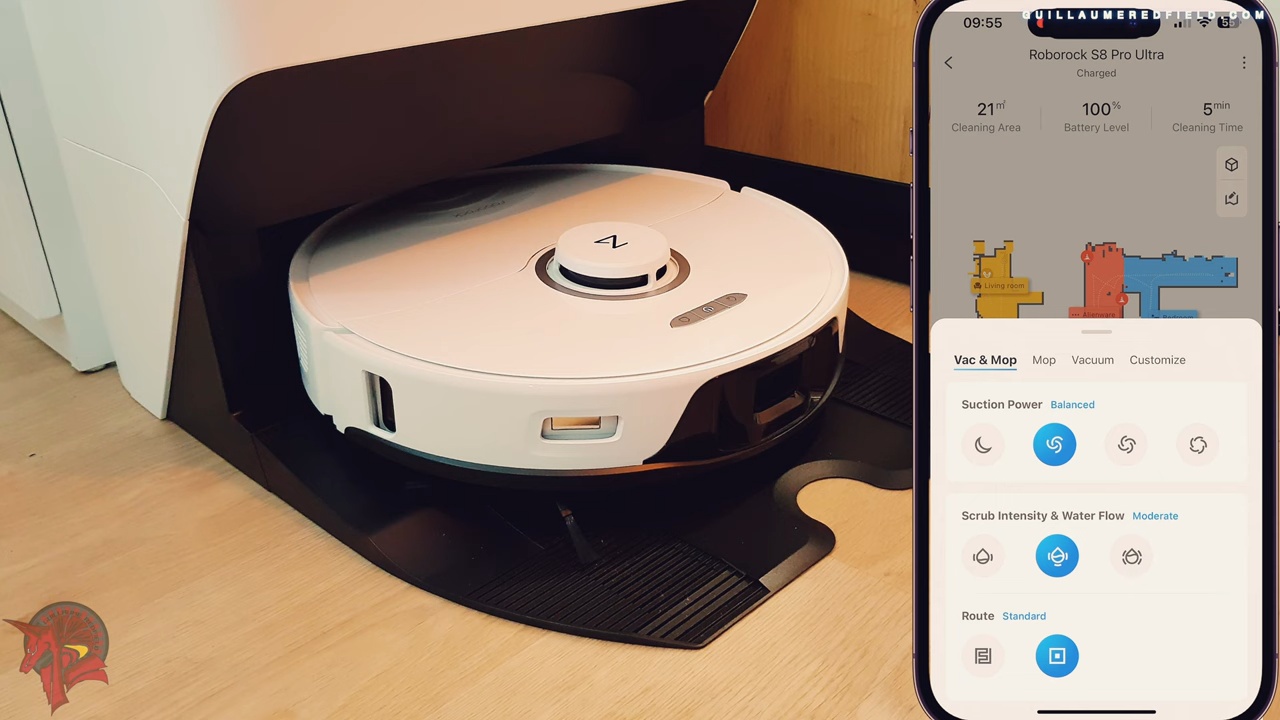 GUILLAUMEREDFIELD.COM
09:55
Roborock S8 Pro Ultra
Charged
21㎡ 100% 5min
Cleaning Area Battery Level Cleaning Time
Living room
Alienware
Vac & Mop Mop Vacuum Customize
Suction Power Balanced
Scrub Intensity & Water Flow Moderate
Route Standard